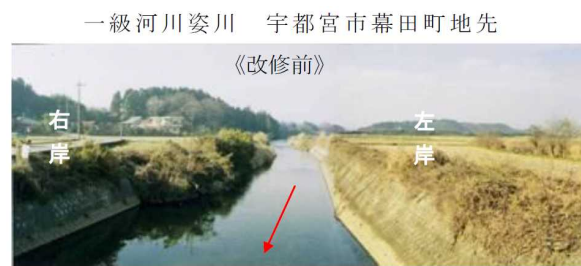 一級河川姿川　宇都宮市幕田町地先
《改修前》
右岸
左岸